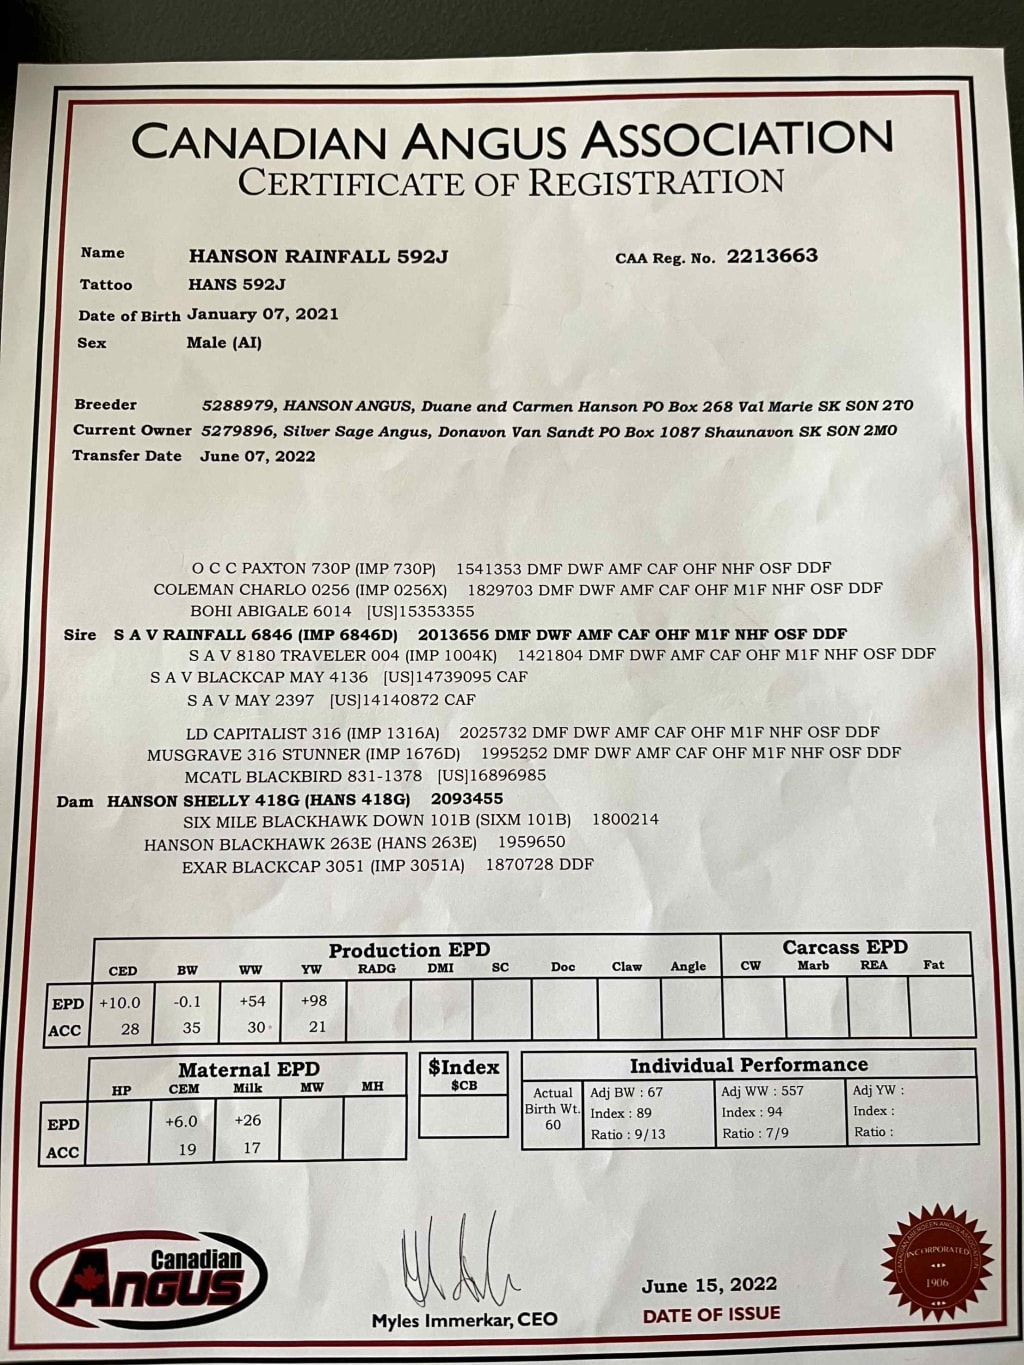 CANADIAN ANGUS ASSOCIATION
CERTIFICATE OF REGISTRATION
Name HANSON RAINFALL 592J CAA Reg. No. 2213663
Tattoo HANS 592J
Date of Birth January 07, 2021
Sex Male (AI)
Breeder 5288979, HANSON ANGUS, Duane and Carmen Hanson PO Box 268 Val Marie SK S0N 2T0
Current Owner 5279896, Silver Sage Angus, Donavon Van Sandt PO Box 1087 Shaunavon SK S0N 2M0
Transfer Date June 07, 2022
O C C PAXTON 730P (IMP 730P) 1541353 DMF DWF AMF CAF OHF NHF OSF DDF
COLEMAN CHARLO 0256 (IMP 0256X) 1829703 DMF DWF AMF CAF OHF M1F NHF OSF DDF
BOHI ABIGALE 6014 [US]15353355
Sire S A V RAINFALL 6846 (IMP 6846D) 2013656 DMF DWF AMF CAF OHF M1F NHF OSF DDF
S A V 8180 TRAVELER 004 (IMP 1004K) 1421804 DMF DWF AMF CAF OHF M1F NHF OSF DDF
S A V BLACKCAP MAY 4136 [US]14739095 CAF
S A V MAY 2397 [US]14140872 CAF
LD CAPITALIST 316 (IMP 1316A) 2025732 DMF DWF AMF CAF OHF M1F NHF OSF DDF
MUSGRAVE 316 STUNNER (IMP 1676D) 1995252 DMF DWF AMF CAF OHF M1F NHF OSF DDF
MCATL BLACKBIRD 831-1378 [US]16896985
Dam HANSON SHELLY 418G (HANS 418G) 2093455
SIX MILE BLACKHAWK DOWN 101B (SIXM 101B) 1800214
HANSON BLACKHAWK 263E (HANS 263E) 1959650
EXAR BLACKCAP 3051 (IMP 3051A) 1870728 DDF
Production EPD Carcass EPD
CED BW WW YW RADG DMI SC Doc Claw Angle CW Marb REA Fat
EPD +10.0 -0.1 +54 +98
ACC 28 35 30 21
Maternal EPD
HP CEM Milk MW MH
EPD +6.0 +26
ACC 19 17
$Index
$CB
Individual Performance
Actual Birth Wt. 60
Adj BW : 67 Adj WW : 557 Adj YW :
Index : 89 Index : 94 Index :
Ratio : 9/13 Ratio : 7/9 Ratio :
Canadian
ANGUS
Myles Immerkar, CEO
June 15, 2022
DATE OF ISSUE
INCORPORATED
1906